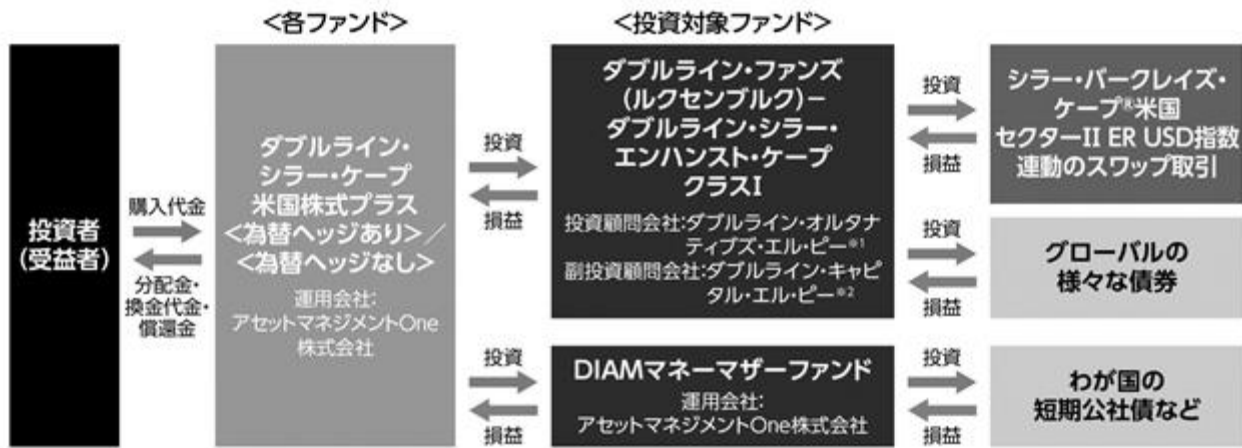 <各ファンド>
<投資対象ファンド>
投資者
(受益者)
購入代金
分配金・
換金代金・
償還金
ダブルライン・
シラー・ケープ
米国株式プラス
<為替ヘッジあり>/
<為替ヘッジなし>
運用会社:
アセットマネジメントOne
株式会社
投資
損益
投資
損益
ダブルライン・ファンズ
(ルクセンブルク)-
ダブルライン・シラー・
エンハンスト・ケープ
クラスI
投資顧問会社:ダブルライン・オルタナ
ティブズ・エル・ピー※1
副投資顧問会社:ダブルライン・キャピ
タル・エル・ピー※2
DIAMマネーマザーファンド
運用会社:
アセットマネジメントOne株式会社
投資
損益
投資
損益
投資
損益
シラー・バークレイズ・
ケープ®米国
セクターII ER USD指数
連動のスワップ取引
グローバルの
様々な債券
わが国の
短期公社債など